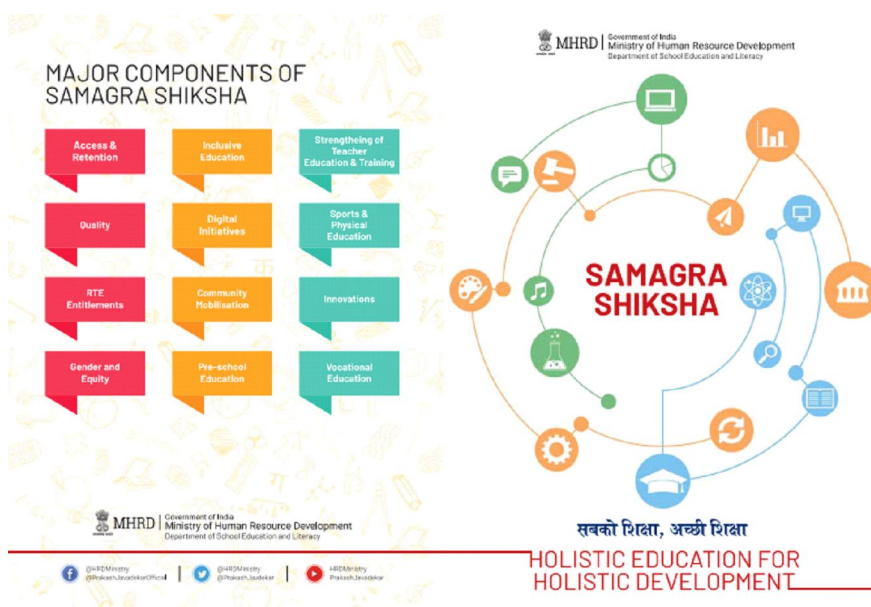 MAJOR COMPONENTS OF
SAMAGRA SHIKSHA
Access &
Retention
Inclusive
Education
Strengtheing of
Teacher
Education & Training
Quality
Digital
Initiatives
Sports &
Physical
Education
RTE
Entitlements
Community
Mobilisation
Innovations
Gender and
Equity
Pre-school
Education
Vocational
Education
MHRD
Government of India
Ministry of Human Resource Development
Department of School Education and Literacy
@HRDMinistry
@PrakashJavadekarOfficial
@HRDMinistry
@PrakashJavdekar
HRDMinistry
PrakashJavdekar
MHRD
Government of India
Ministry of Human Resource Development
Department of School Education and Literacy
SAMAGRA
SHIKSHA
सबको शिक्षा, अच्छी शिक्षा
HOLISTIC EDUCATION FOR
HOLISTIC DEVELOPMENT